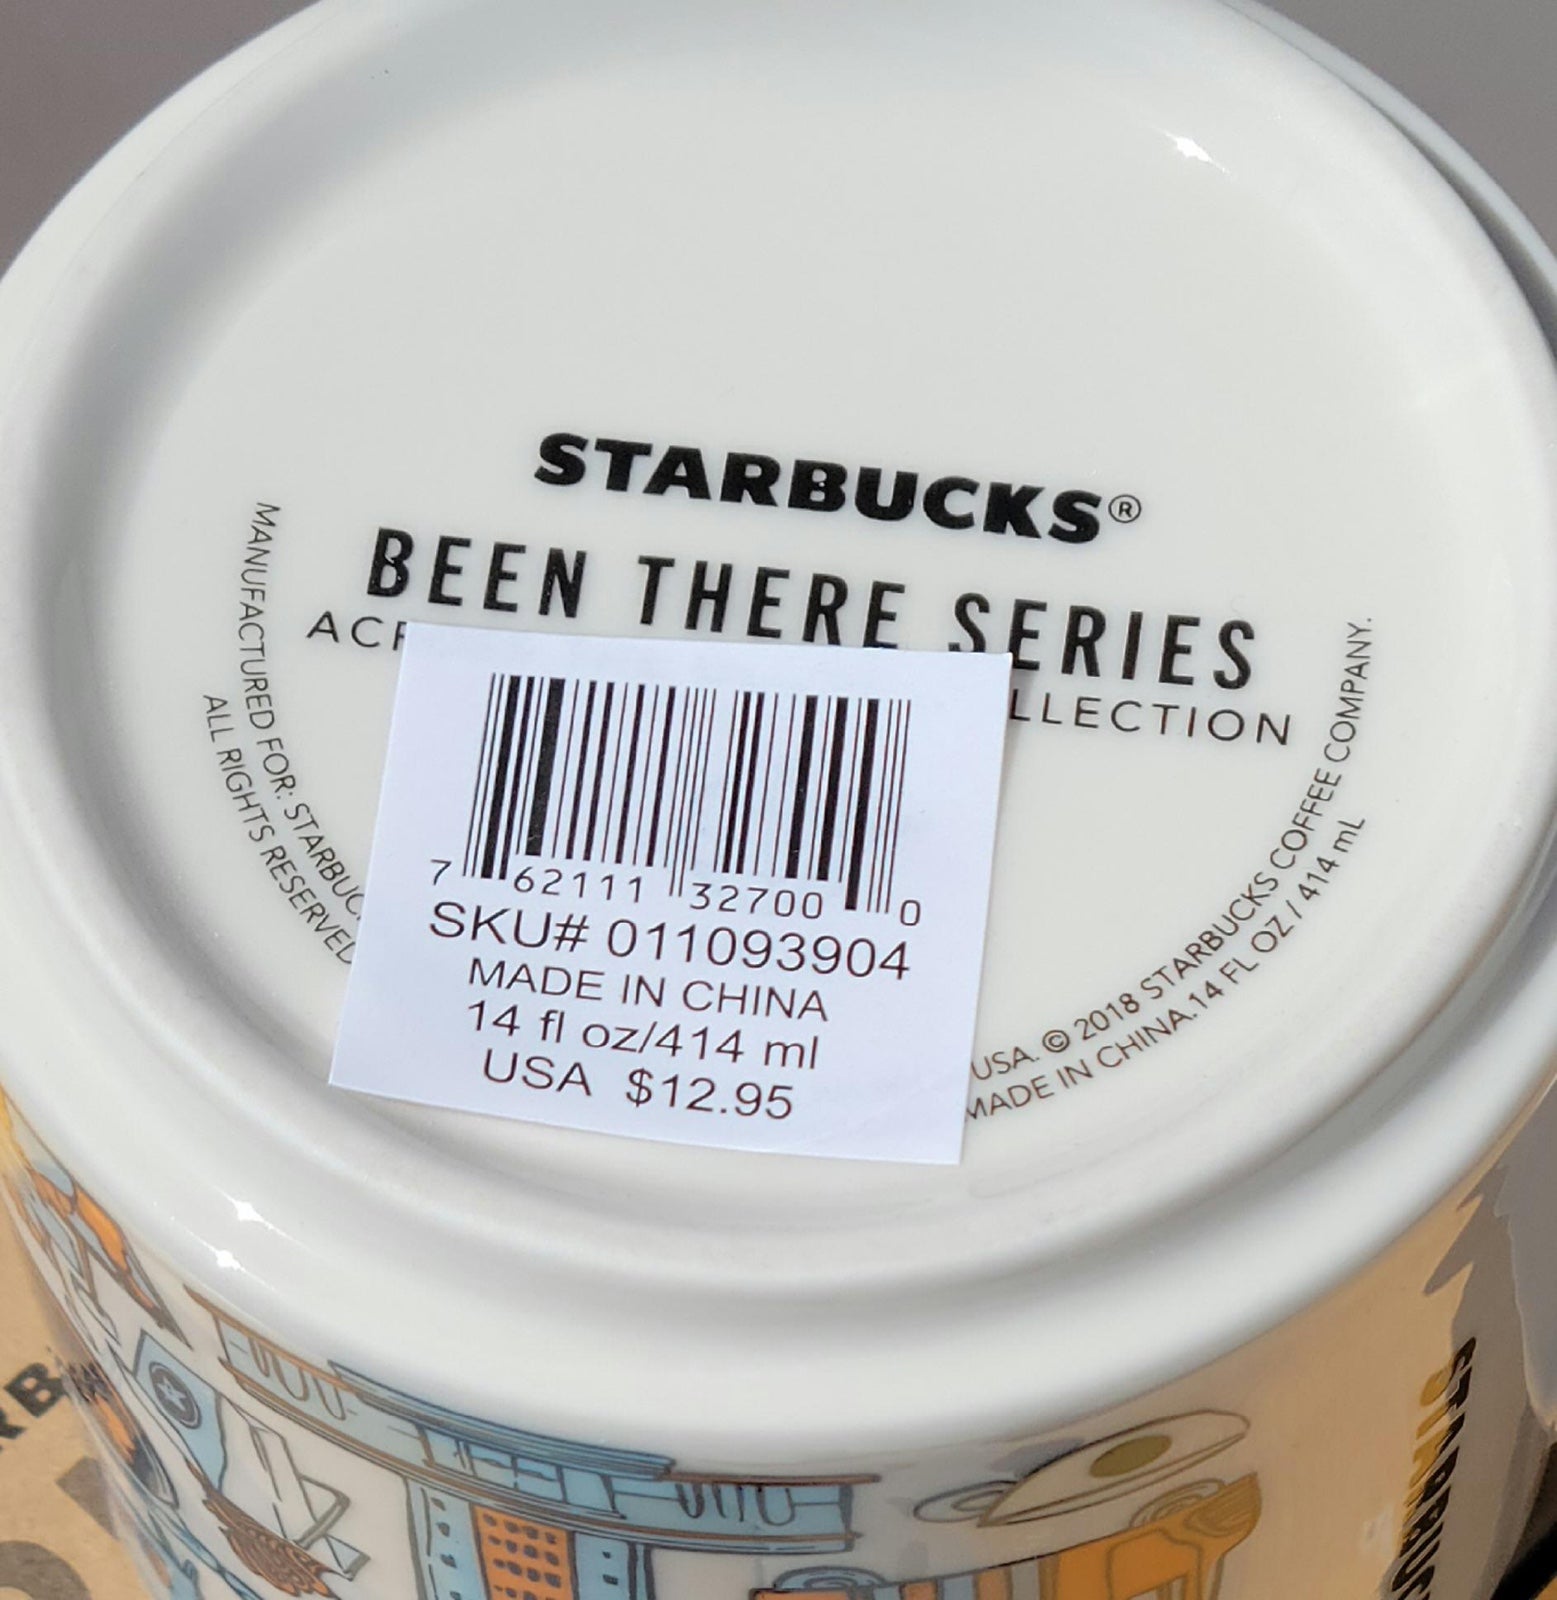 STARBUCKS®
BEEN THERE SERIES
LLECTION
MANUFACTURED FOR: STARBUC
ALL RIGHTS RESERVED
USA. © 2018 STARBUCKS COFFEE COMPANY.
MADE IN CHINA. 14 FL OZ / 414 mL
7 62111 32700 0
SKU# 011093904
MADE IN CHINA
14 fl oz/414 ml
USA $12.95
STARBUC
RB